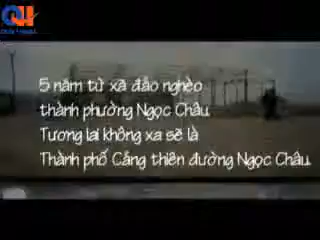 QH
5 năm từ xã đảo nghèo
thành phường Ngọc Châu
Tương lai không xa sẽ là
Thành phố Cảng thiên đường Ngọc Châu.